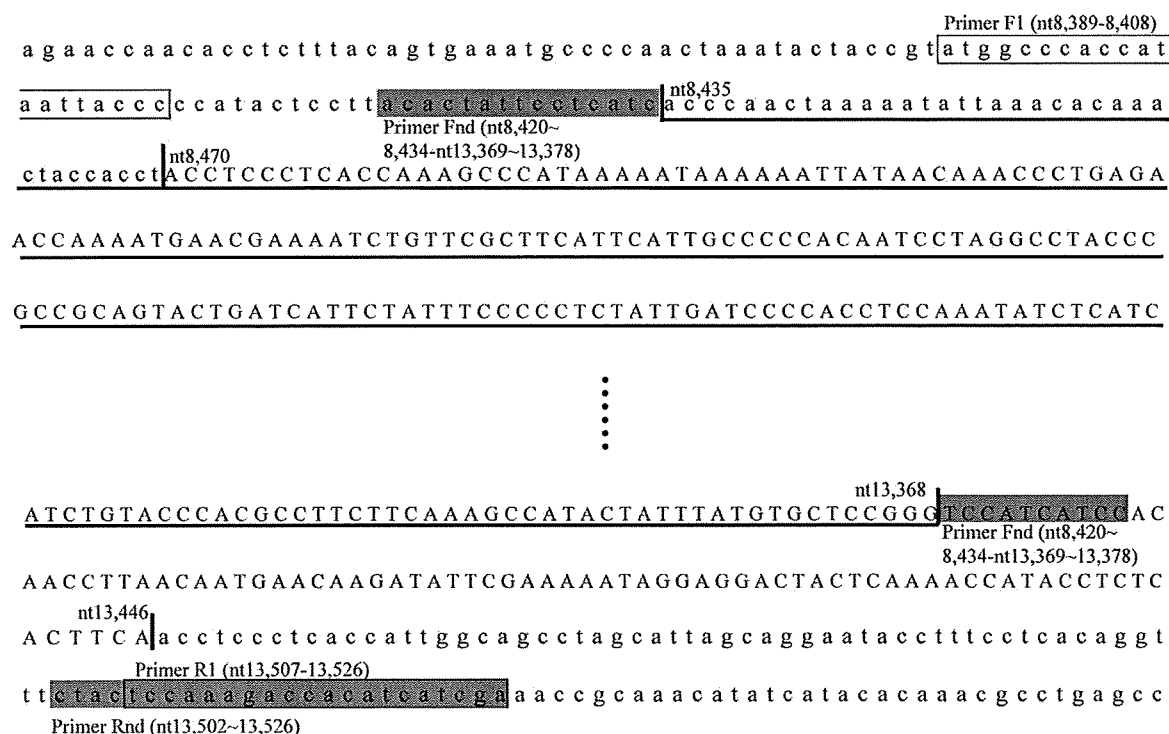 Primer F1 (nt8,389-8,408)
a g a a c c a a c a c c t c t t t a c a g t g a a a t g c c c c a a c t a a a t a c t a c c g t a t g g c c c a c c a t
a a t t a c c c c c a t a c t c c t t a c a c t a t t c c t c a t c a c c c a a c t a a a a a t a t t a a a c a c a a a
nt8,435
Primer Fnd (nt8,420~
8,434-nt13,369~13,378)
nt8,470
c t a c c a c c t A C C T C C C T C A C C A A A G C C C A T A A A A A T A A A A A A T T A T A A C A A A C C C T G A G A
A C C A A A A T G A A C G A A A A T C T G T T C G C T T C A T T C A T T G C C C C C A C A A T C C T A G G C C T A C C C
G C C G C A G T A C T G A T C A T T C T A T T T C C C C C T C T A T T G A T C C C C A C C T C C A A A T A T C T C A T C
nt13,368
A T C T G T A C C C A C G C C T T C T T C A A A G C C A T A C T A T T T A T G T G C T C C G G G T C C A T C A T C C A C
Primer Fnd (nt8,420~
8,434-nt13,369~13,378)
A A C C T T A A C A A T G A A C A A G A T A T T C G A A A A A T A G G A G G A C T A C T C A A A A C C A T A C C T C T C
nt13,446
A C T T C A a c c t c c c t c a c c a t t g g c a g c c t a g c a t t a g c a g g a a t a c c t t t c c t c a c a g g t
Primer R1 (nt13,507-13,526)
t t c t a c t c c a a a g a c c a c a t c a t c g a a a c c g c a a a c a t a t c a t a c a c a a a c g c c t g a g c c
Primer Rnd (nt13,502~13,526)